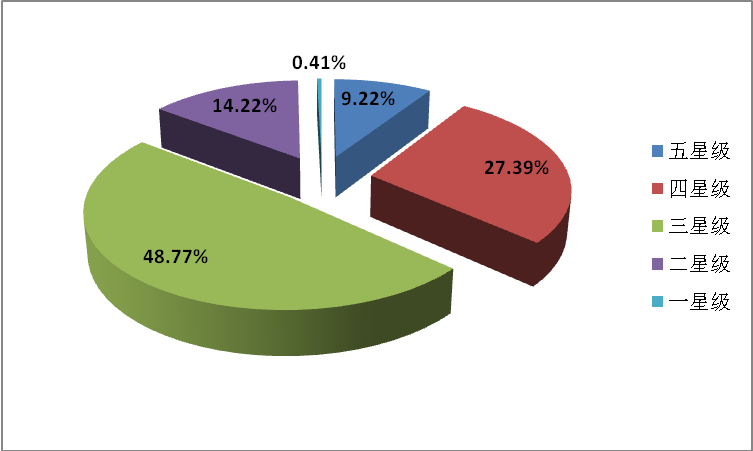 0.41%
9.22%
14.22%
27.39%
48.77%
五星级
四星级
三星级
二星级
一星级